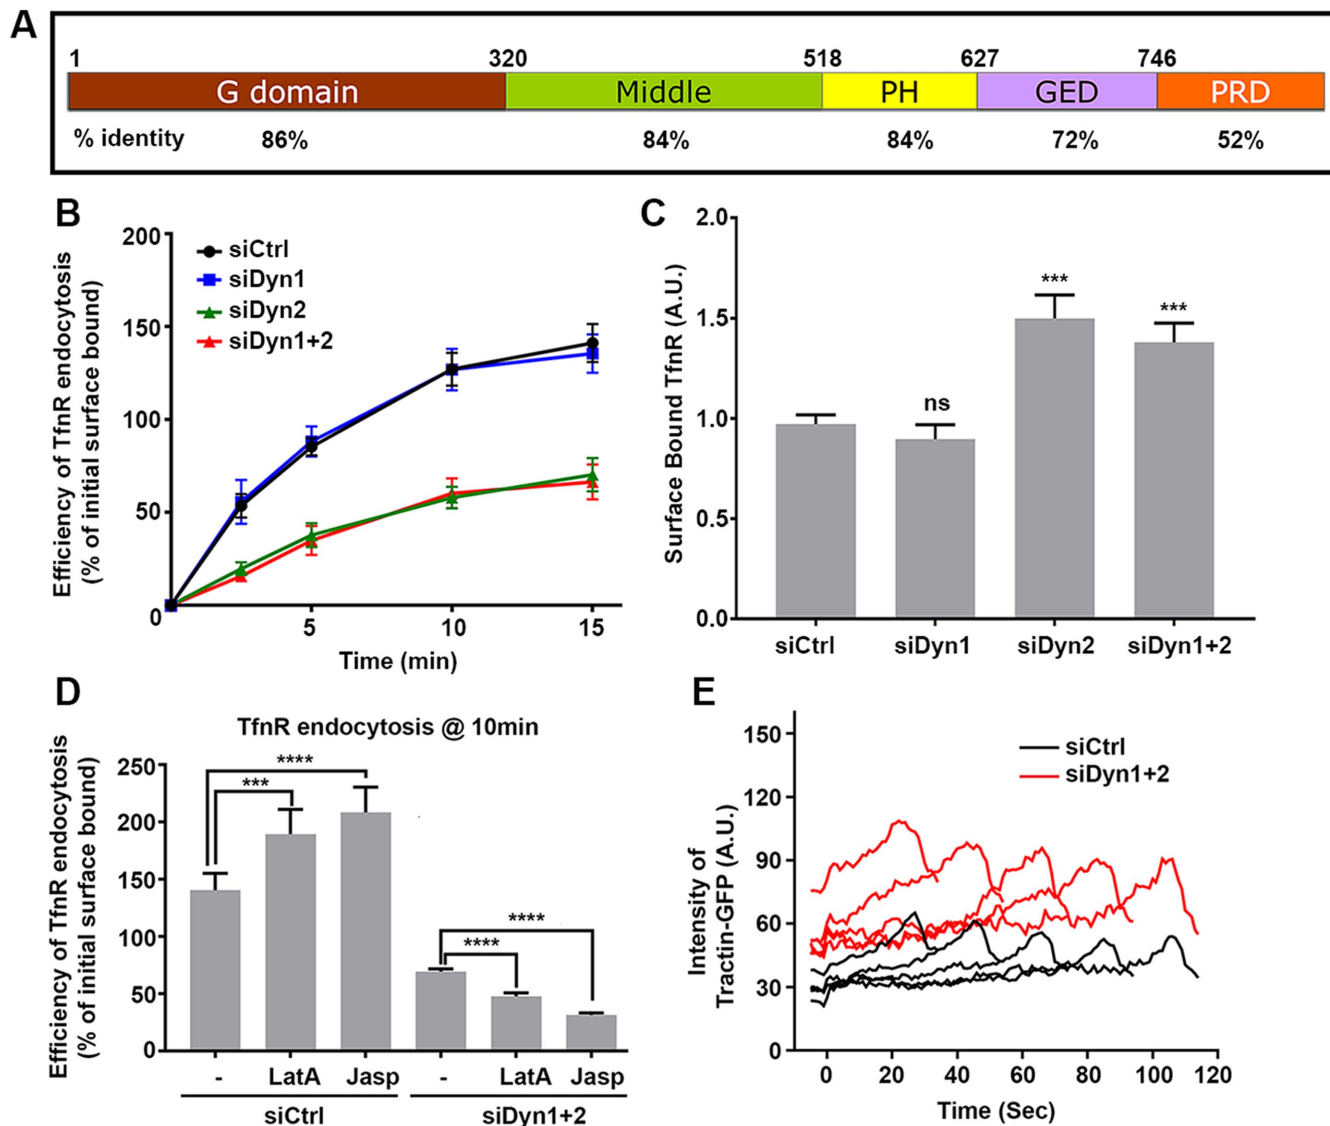 A
1 320 518 627 746
G domain Middle PH GED PRD
% identity 86% 84% 84% 72% 52%
B
Efficiency of TfnR endocytosis
(% of initial surface bound)
200
150
100
50
0
siCtrl
siDyn1
siDyn2
siDyn1+2
5 10 15
Time (min)
C
Surface Bound TfnR (A.U.)
2.0
1.5
1.0
0.5
0.0
ns
***
***
siCtrl siDyn1 siDyn2 siDyn1+2
D
TfnR endocytosis @ 10min
Efficiency of TfnR endocytosis
(% of initial surface bound)
250
200
150
100
50
0
****
***
****
****
- LatA Jasp - LatA Jasp
siCtrl siDyn1+2
E
Intensity of
Tractin-GFP (A.U.)
150
120
90
60
30
0
siCtrl
siDyn1+2
0 20 40 60 80 100 120
Time (Sec)